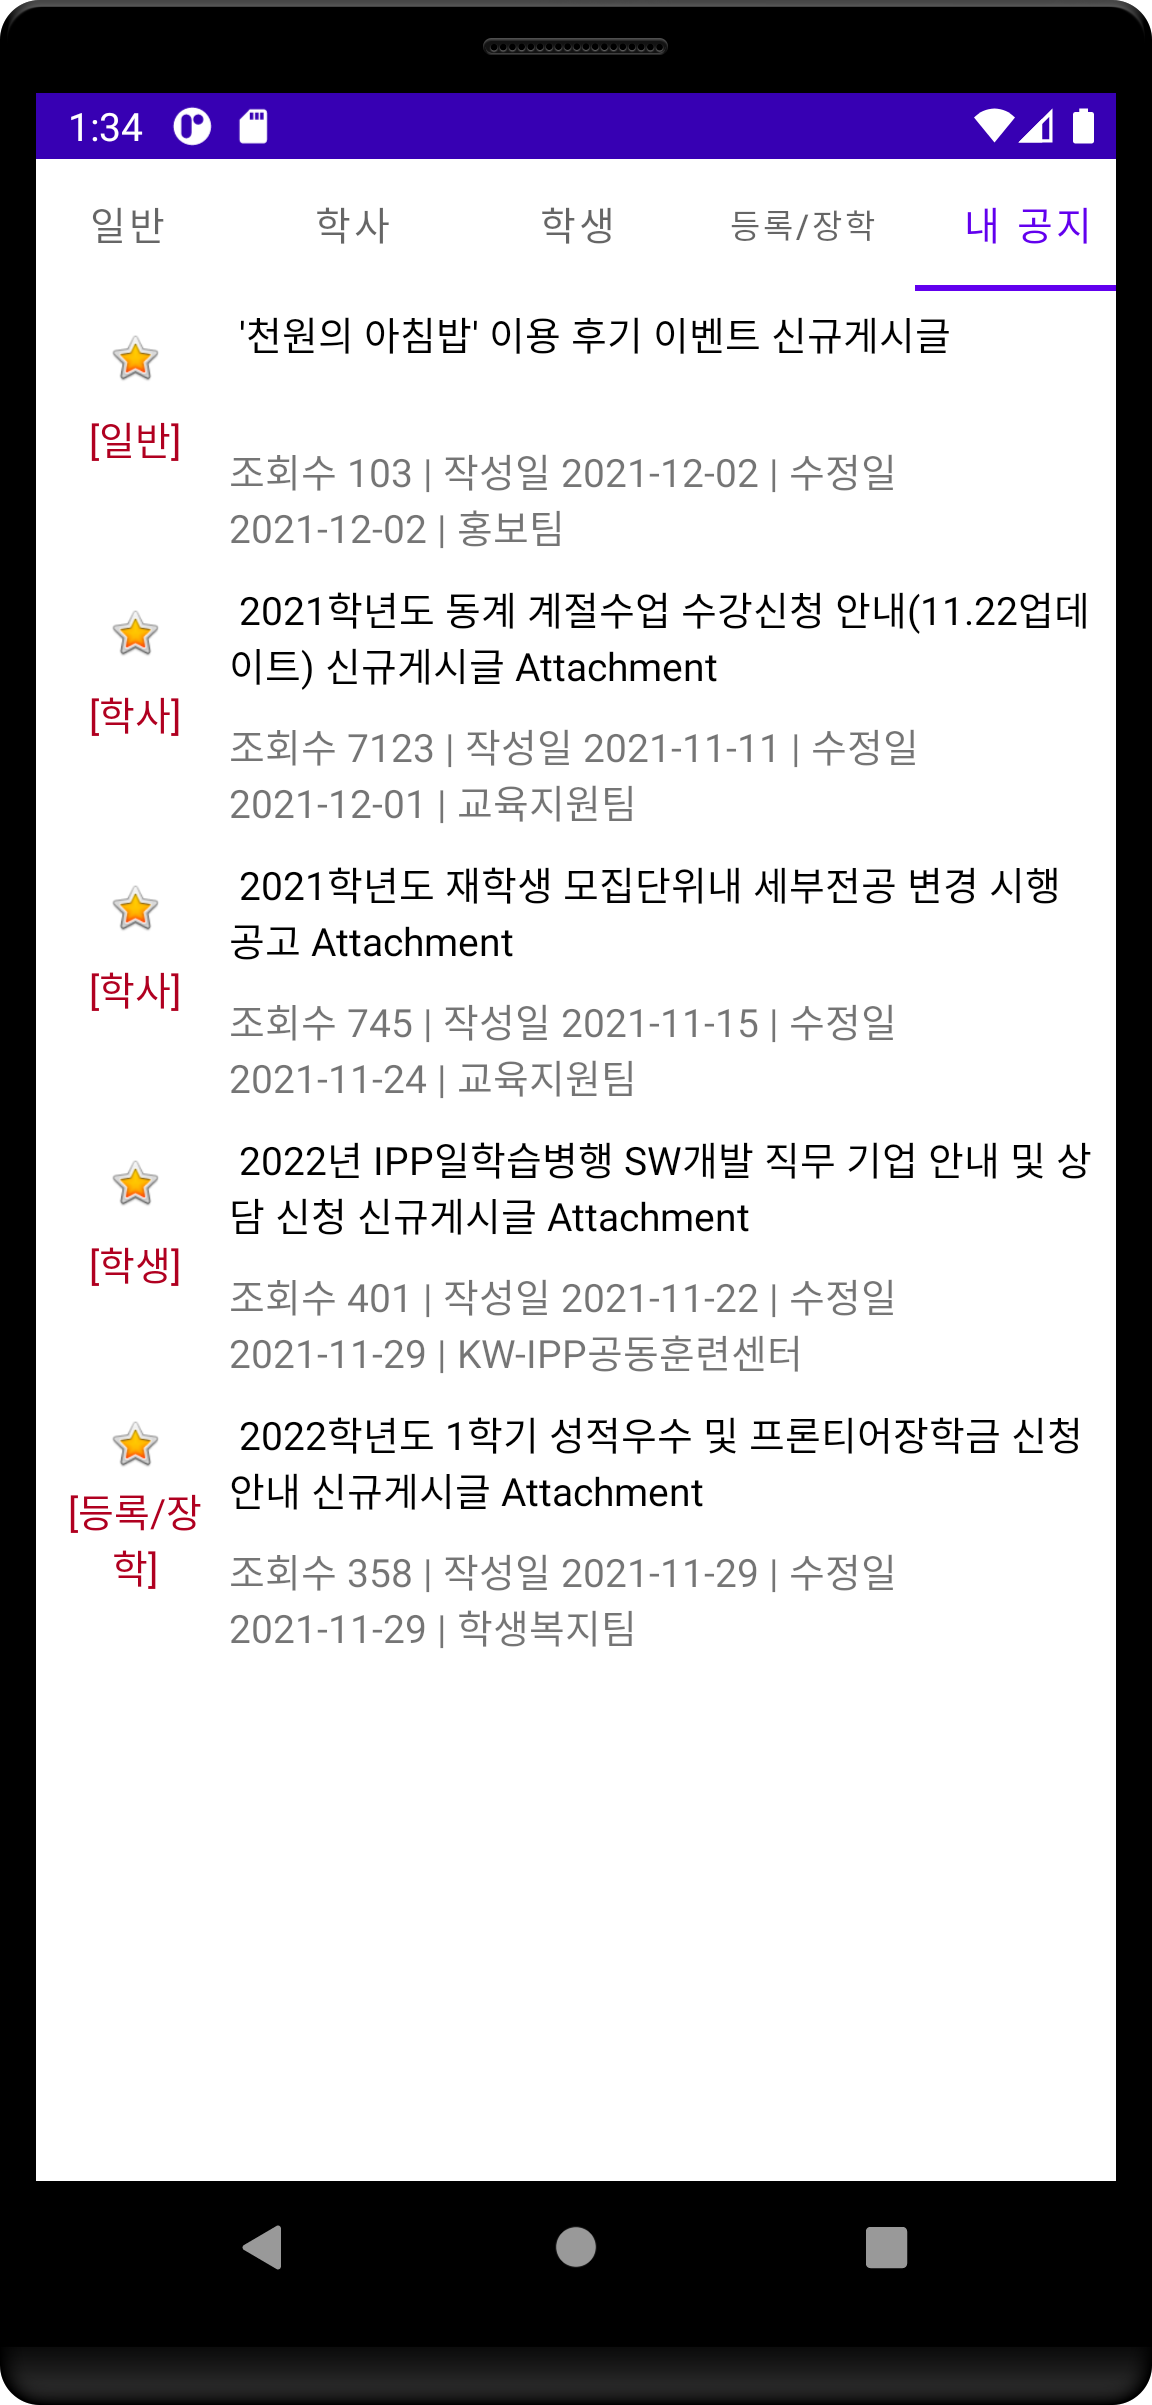 1:34
일반 학사 학생 등록/장학 내 공지
'천원의 아침밥' 이용 후기 이벤트 신규게시글
[일반]
조회수 103 | 작성일 2021-12-02 | 수정일
2021-12-02 | 홍보팀
2021학년도 동계 계절수업 수강신청 안내(11.22업데
이트) 신규게시글 Attachment
[학사]
조회수 7123 | 작성일 2021-11-11 | 수정일
2021-12-01 | 교육지원팀
2021학년도 재학생 모집단위내 세부전공 변경 시행
공고 Attachment
[학사]
조회수 745 | 작성일 2021-11-15 | 수정일
2021-11-24 | 교육지원팀
2022년 IPP일학습병행 SW개발 직무 기업 안내 및 상
담 신청 신규게시글 Attachment
[학생]
조회수 401 | 작성일 2021-11-22 | 수정일
2021-11-29 | KW-IPP공동훈련센터
2022학년도 1학기 성적우수 및 프론티어장학금 신청
안내 신규게시글 Attachment
[등록/장
학]
조회수 358 | 작성일 2021-11-29 | 수정일
2021-11-29 | 학생복지팀